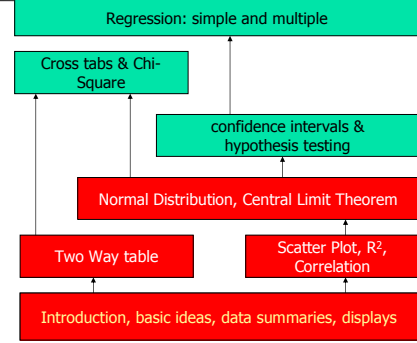 Regression: simple and multiple
Cross tabs & Chi-
Square
confidence intervals &
hypothesis testing
Normal Distribution, Central Limit Theorem
Two Way table
Scatter Plot, R²,
Correlation
Introduction, basic ideas, data summaries, displays